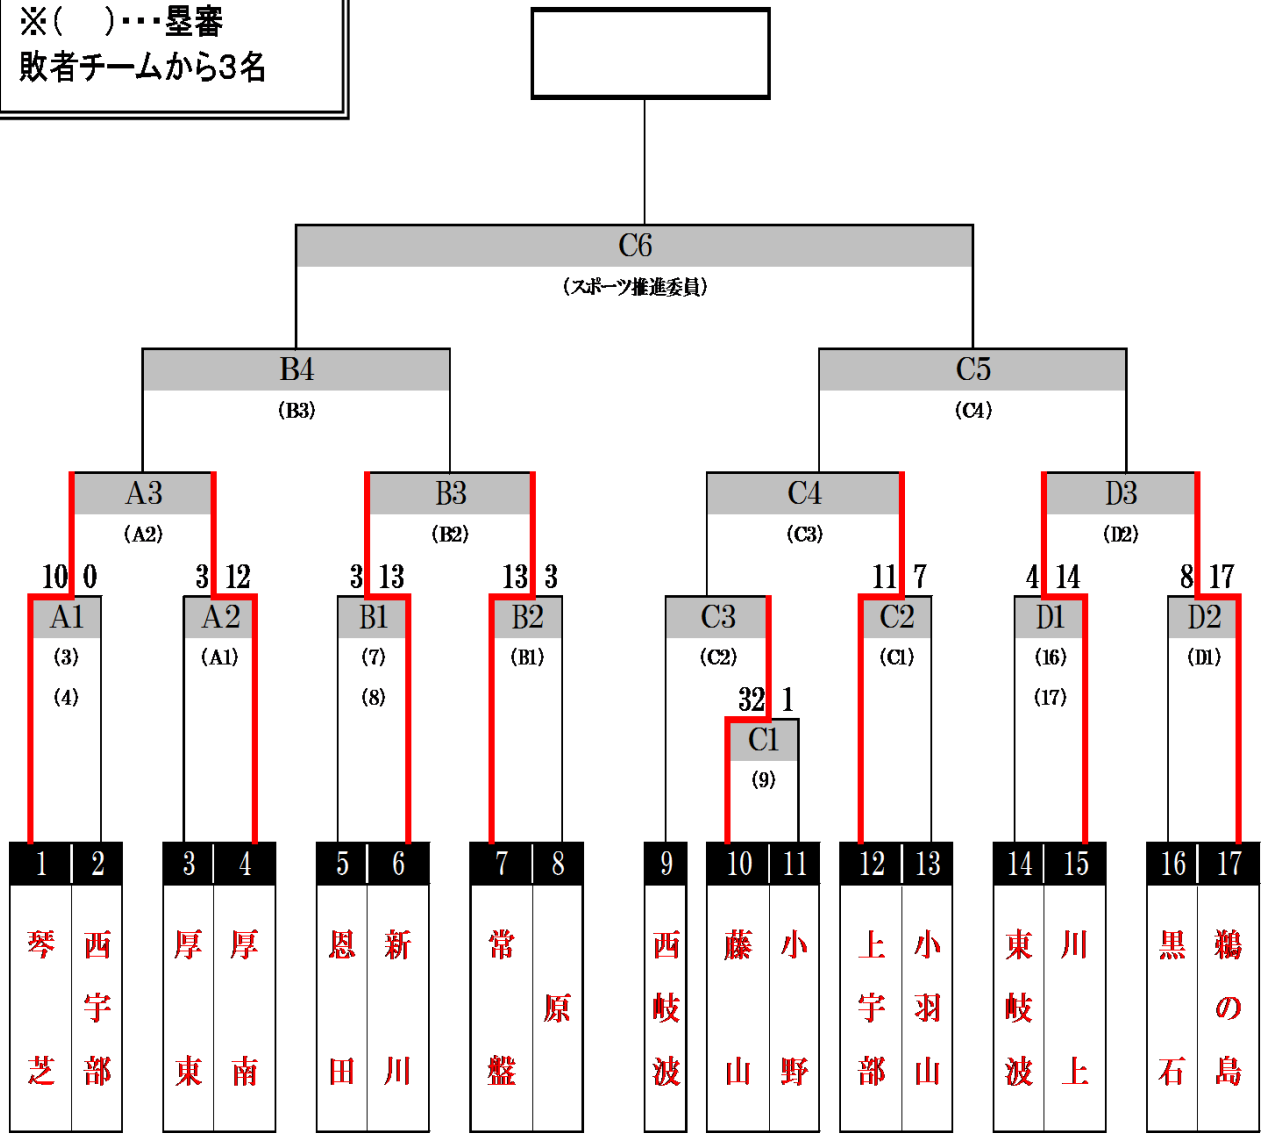 ※(　)･･･塁審
敗者チームから3名
C6
(スポーツ推進委員)
B4
(B3)
C5
(C4)
A3
(A2)
B3
(B2)
C4
(C3)
D3
(D2)
10 0
3 12
3 13
13 3
11 7
4 14
8 17
A1
(3)
(4)
A2
(A1)
B1
(7)
(8)
B2
(B1)
C3
(C2)
C2
(C1)
D1
(16)
(17)
D2
(D1)
32 1
C1
(9)
1 2 3 4 5 6 7 8 9 10 11 12 13 14 15 16 17
琴芝
西宇部
厚東
厚南
恩田
新川
常盤
原
西岐波
藤山
小野
上宇部
小羽山
東岐波
川上
黒石
鵜の島